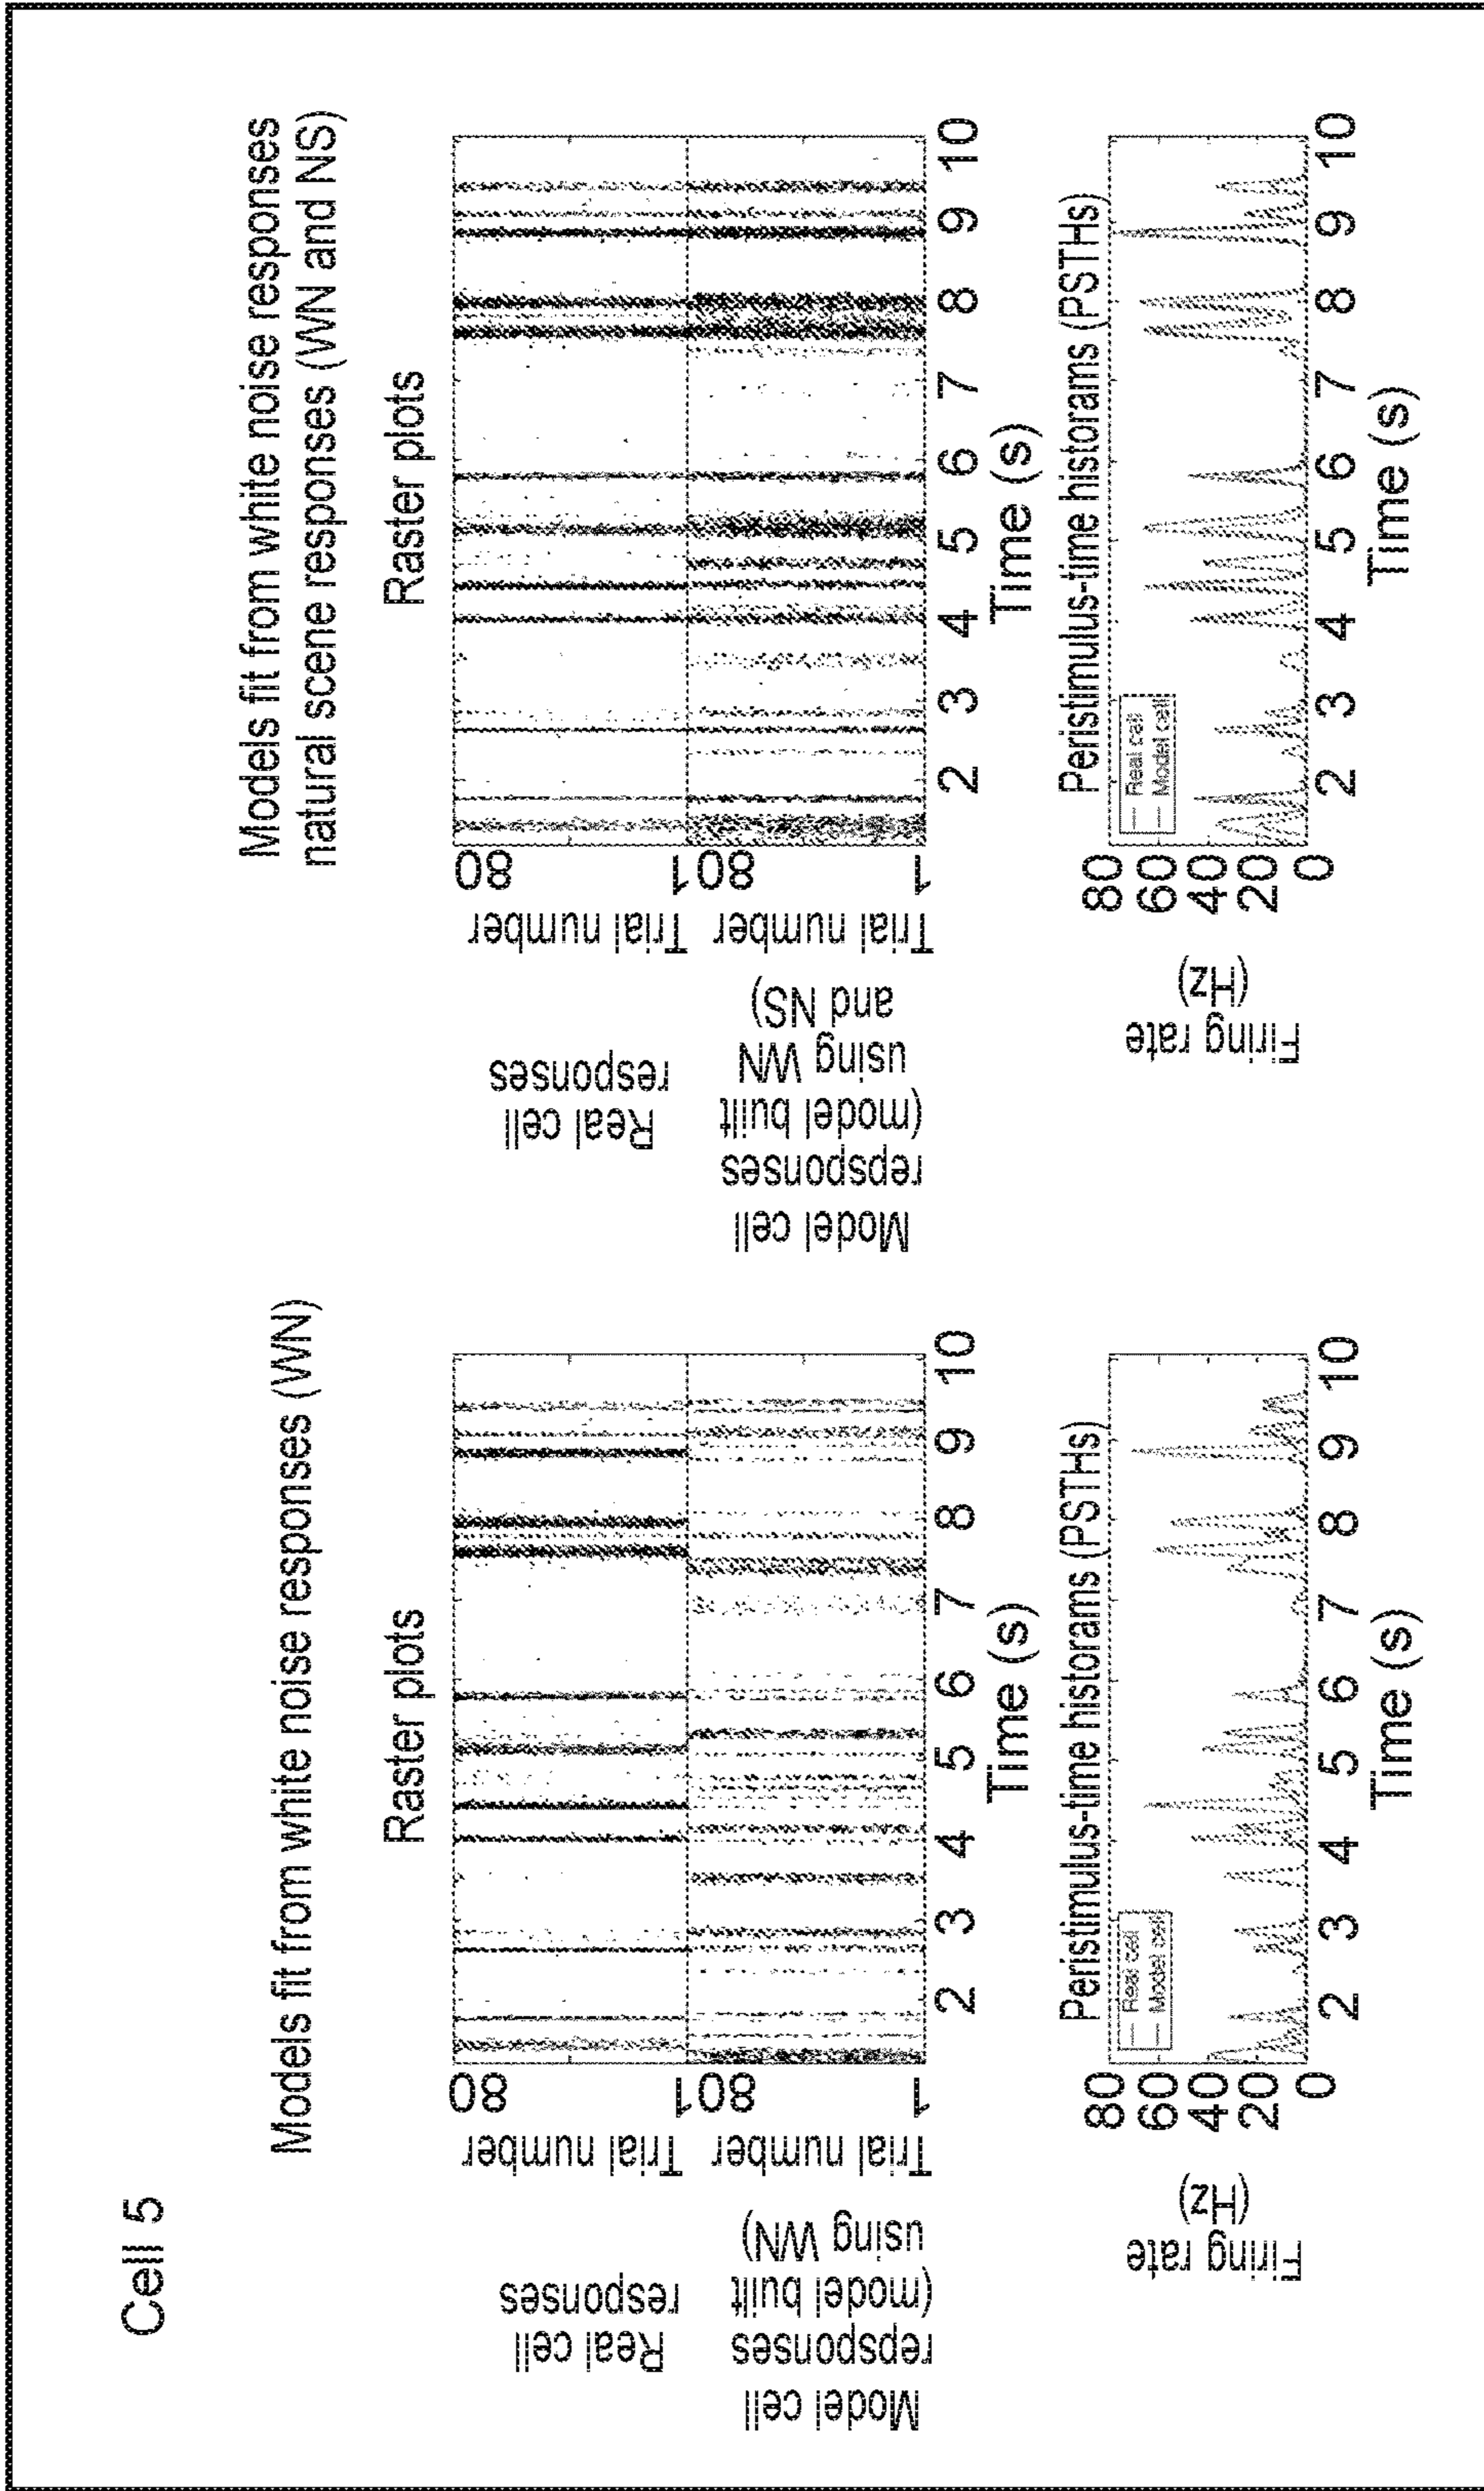 Cell 5
Models fit from white noise responses (WN)
Raster plots
Real cell
responses
Trial number
80
1
Model cell
repsponses
(model built
using WN)
Trial number
80
1
2 3 4 5 6 7 8 9 10
Time (s)
Peristimulus-time historams (PSTHs)
Firing rate
(Hz)
80
60
40
20
0
Real cell
Model cell
2 3 4 5 6 7 8 9 10
Time (s)
Models fit from white noise responses
natural scene responses (WN and NS)
Raster plots
Real cell
responses
Trial number
80
1
Model cell
repsponses
(model built
using WN
and NS)
Trial number
80
1
2 3 4 5 6 7 8 9 10
Time (s)
Peristimulus-time historams (PSTHs)
Firing rate
(Hz)
80
60
40
20
0
Real cell
Model cell
2 3 4 5 6 7 8 9 10
Time (s)